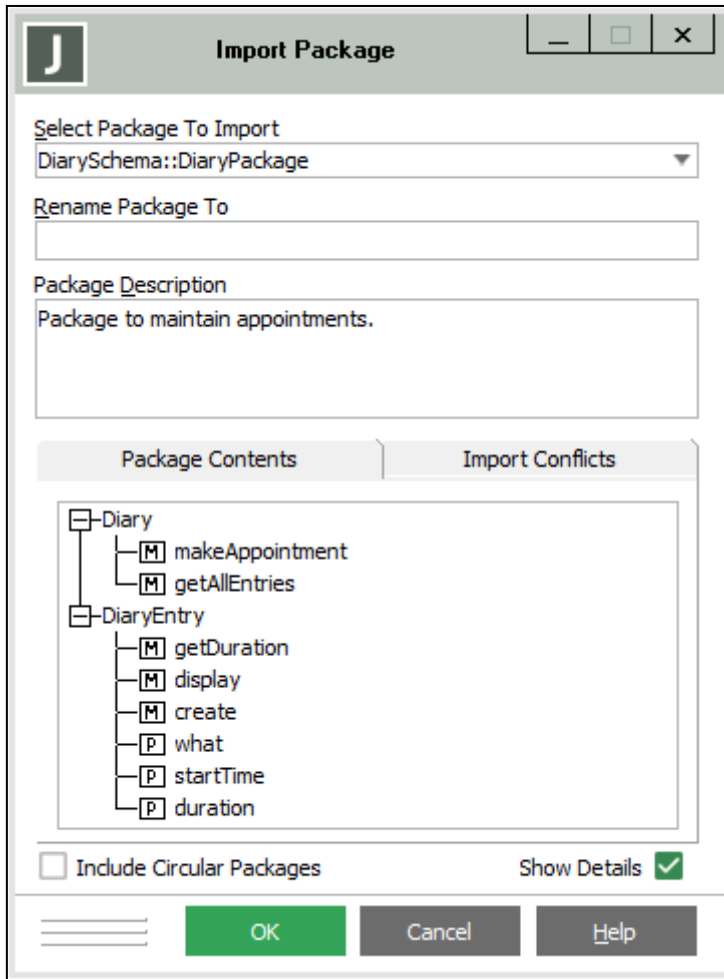 J
Import Package
Select Package To Import
DiarySchema::DiaryPackage
Rename Package To
Package Description
Package to maintain appointments.
Package Contents Import Conflicts
Diary
M makeAppointment
M getAllEntries
DiaryEntry
M getDuration
M display
M create
P what
P startTime
P duration
Include Circular Packages Show Details
OK Cancel Help